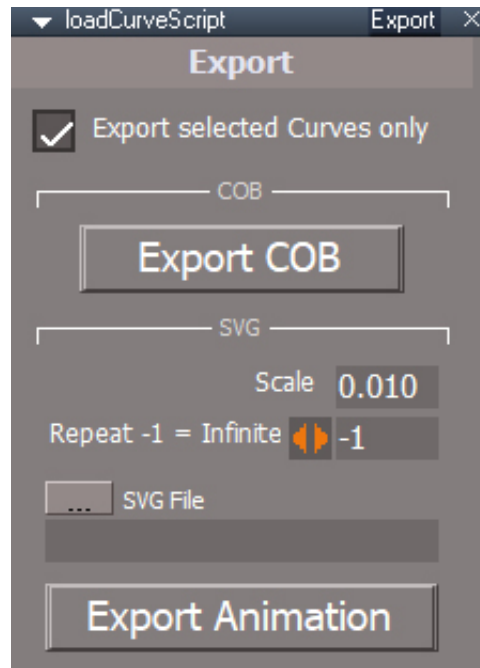 loadCurveScript Export
Export
Export selected Curves only
COB
Export COB
SVG
Scale 0.010
Repeat -1 = Infinite -1
... SVG File
Export Animation